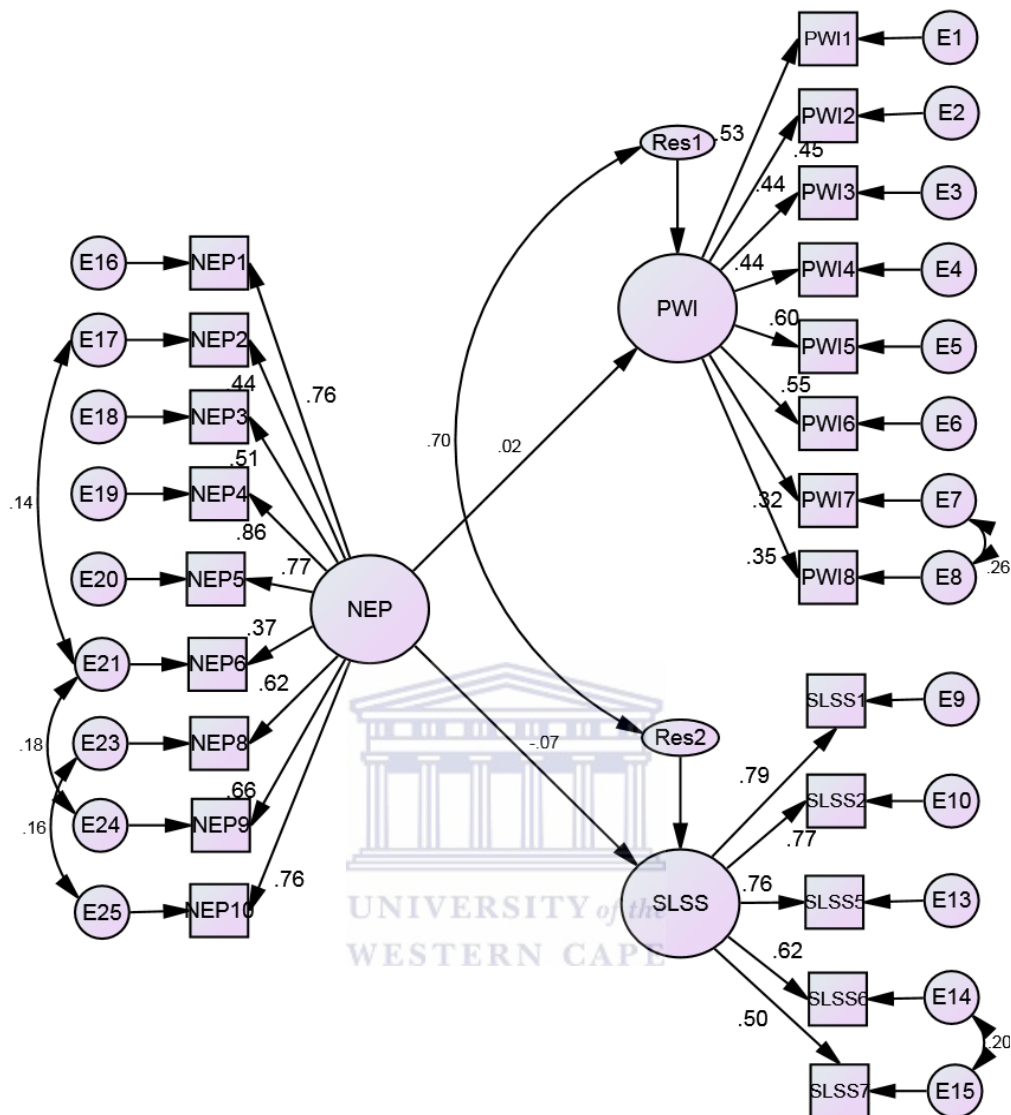 PWI1
E1
PWI2
E2
Res1
.53
.45
PWI3
E3
.44
E16
NEP1
PWI4
E4
.44
PWI
E17
NEP2
PWI5
E5
.60
.44
.76
.55
E18
NEP3
PWI6
E6
.70
.02
.51
E19
NEP4
PWI7
E7
.32
.14
.86
.35
.26
E20
NEP5
.77
PWI8
E8
NEP
.37
E21
NEP6
.62
SLSS1
E9
E23
NEP8
Res2
-.07
.18
.79
.66
SLSS2
E10
.16
E24
NEP9
.77
.76
.76
E25
NEP10
SLSS
SLSS5
E13
UNIVERSITY of the
WESTERN CAPE
.62
SLSS6
E14
.50
.20
SLSS7
E15